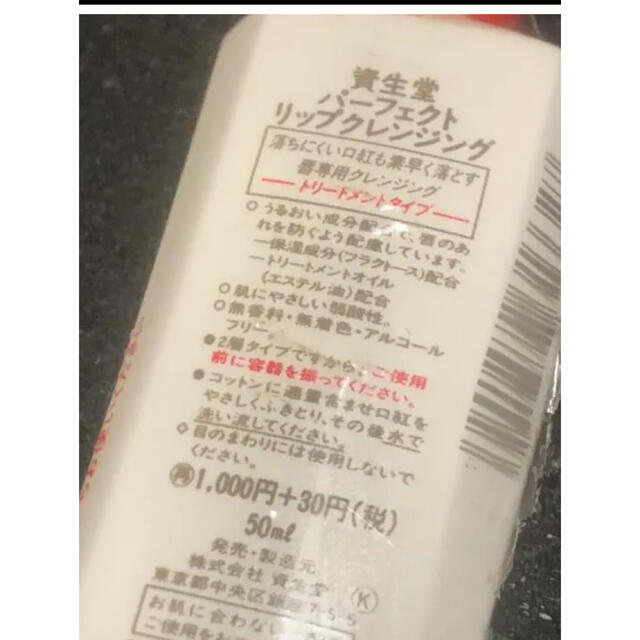 資生堂
パーフェクト
リップクレンジング
落ちにくい口紅も素早く落とす
唇専用クレンジング
トリートメントタイプ
○うるおい成分配合で、唇のあ
れを防ぐよう配慮しています。
―保湿成分(フラクトース)配合
―トリートメントオイル
(エステル油)配合
○肌にやさしい弱酸性。
○無香料・無着色・アルコール
フリー。
●2層タイプですから、ご使用
前に容器を振ってください。
●コットンに適量含ませ口紅を
やさしくふきとり、その後水で
洗い流してください。
◇目のまわりには使用しないで
ください。
1,000円+30円(税)
50ml
発売・製造元
株式会社 資生堂 K
東京都中央区銀座7-5-5
お肌に合わないときは